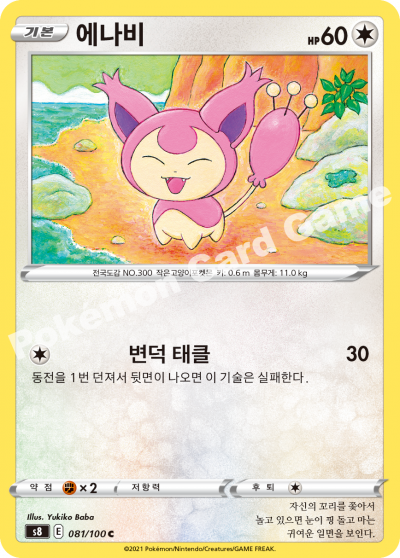 기본 에나비 HP 60
전국도감 NO.300 작은고양이포켓몬 키: 0.6 m 몸무게: 11.0 kg
Pokémon Card Game
변덕 태클 30
동전을 1번 던져서 뒷면이 나오면 이 기술은 실패한다.
약점 ×2 저항력 후퇴
Illus. Yukiko Baba
s8 E 081/100 C
자신의 꼬리를 쫓아서
놀고 있으면 눈이 핑 돌고 마는
귀여운 일면을 보인다.
©2021 Pokémon/Nintendo/Creatures/GAME FREAK.